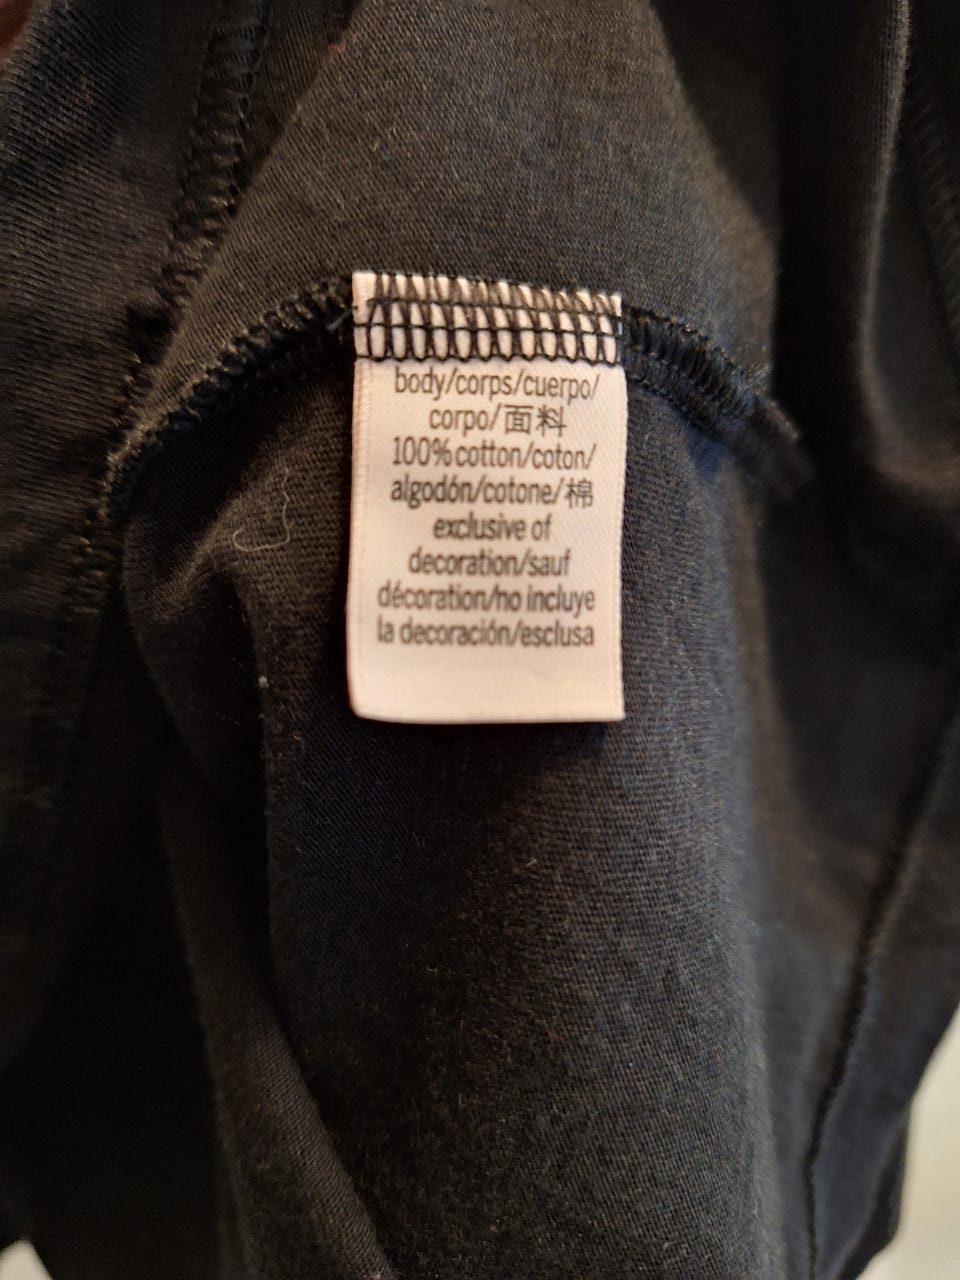 body/corps/cuerpo/
corpo/面料
100% cotton/coton/
algodón/cotone/棉
exclusive of
decoration/sauf
décoration/no incluye
la decoración/esclusa